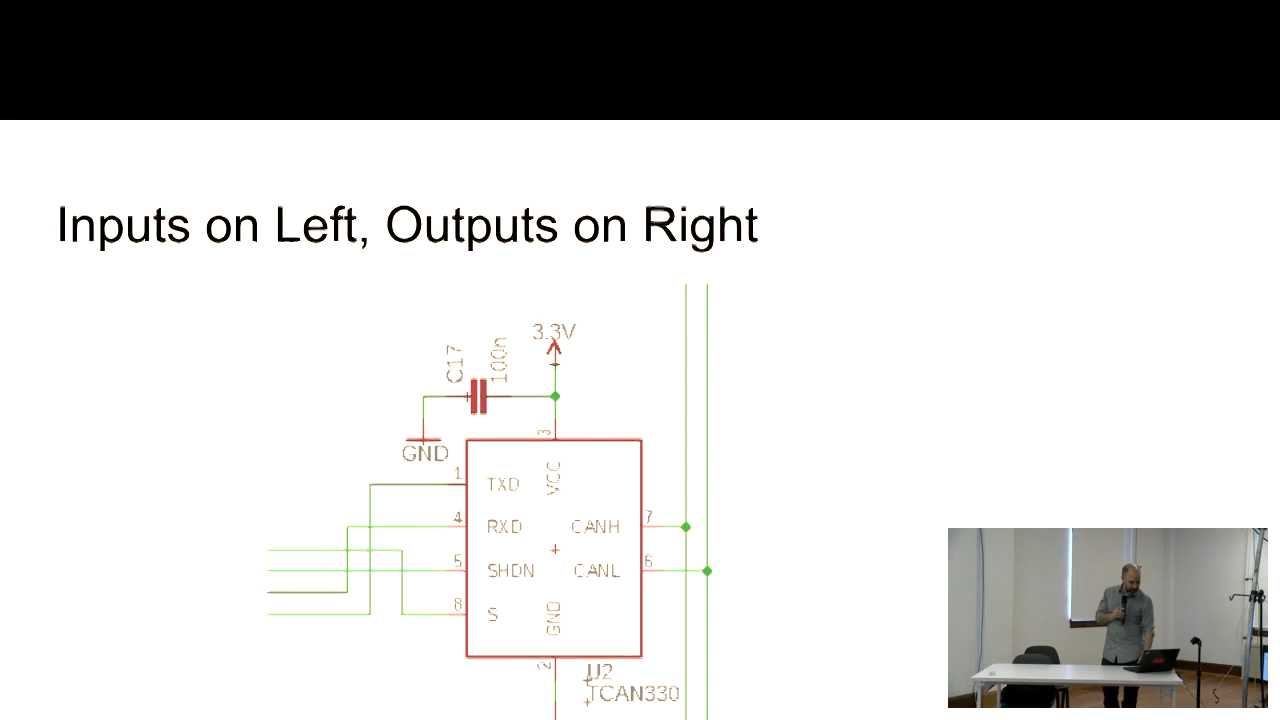 Inputs on Left, Outputs on Right
3.3V
C17
100n
GND
3
1
TXD
VCC
4
RXD
CANH
7
5
SHDN
CANL
6
8
S
GND
2
U2
TCAN330